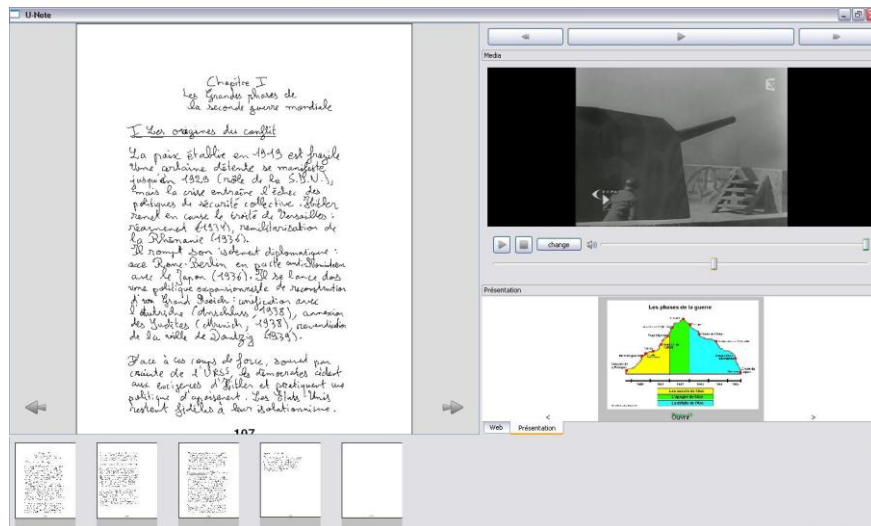 U-Note
Chapitre I
Les Grandes phases de
la seconde guerre mondiale
I Les origines du conflit
La paix établie en 1919 est fragile
Une certaine détente se manifeste
jusqu'en 1929 (rôle de la S.D.N.),
mais la crise entraîne l'échec des
politiques de sécurité collective. Hitler
remet en cause le traité de Versailles :
réarmement (1934), remilitarisation de
la Rhénanie (1936).
Il rompt son isolement diplomatique :
axe Rome-Berlin, en pacte
avec le Japon (1936). Il se lance dans
une politique expansionniste de reconstruction
d'un Grand Reich : unification avec
l'Autriche (Anschluss, 1938), annexion
des Sudètes (Munich, 1938), revendication
de la ville de Dantzig (1939).
Face à ces coups de force, souvent par
crainte de l'URSS, les démocrates cèdent
aux exigences d'Hitler et pratiquent une
politique d'apaisement. Les États-Unis
restent fidèles à leur isolationnisme.
107
Media
change
Présentation
Les phases de la guerre
Ouvre
<
>
Web
Présentation